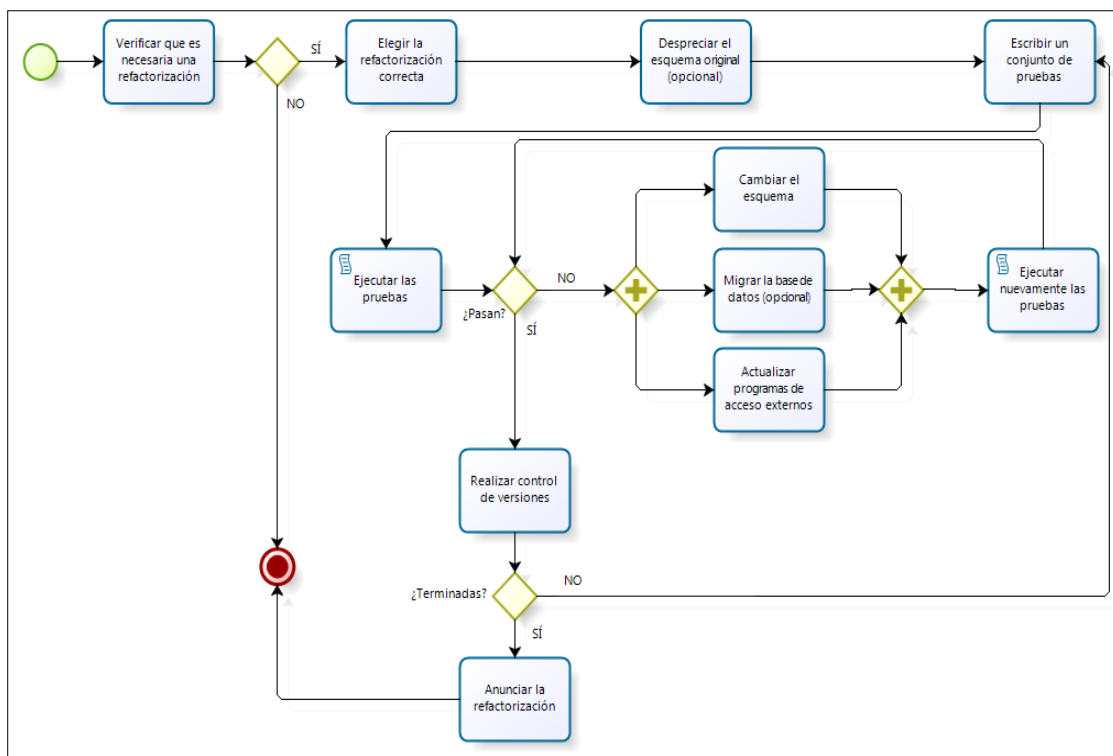 Verificar que es
necesaria una
refactorización
SÍ
NO
Elegir la
refactorización
correcta
Despreciar el
esquema original
(opcional)
Escribir un
conjunto de
pruebas
Ejecutar las
pruebas
¿Pasan?
NO
SÍ
Cambiar el
esquema
Migrar la base de
datos (opcional)
Actualizar
programas de
acceso externos
Ejecutar
nuevamente las
pruebas
Realizar control
de versiones
¿Terminadas?
NO
SÍ
Anunciar la
refactorización